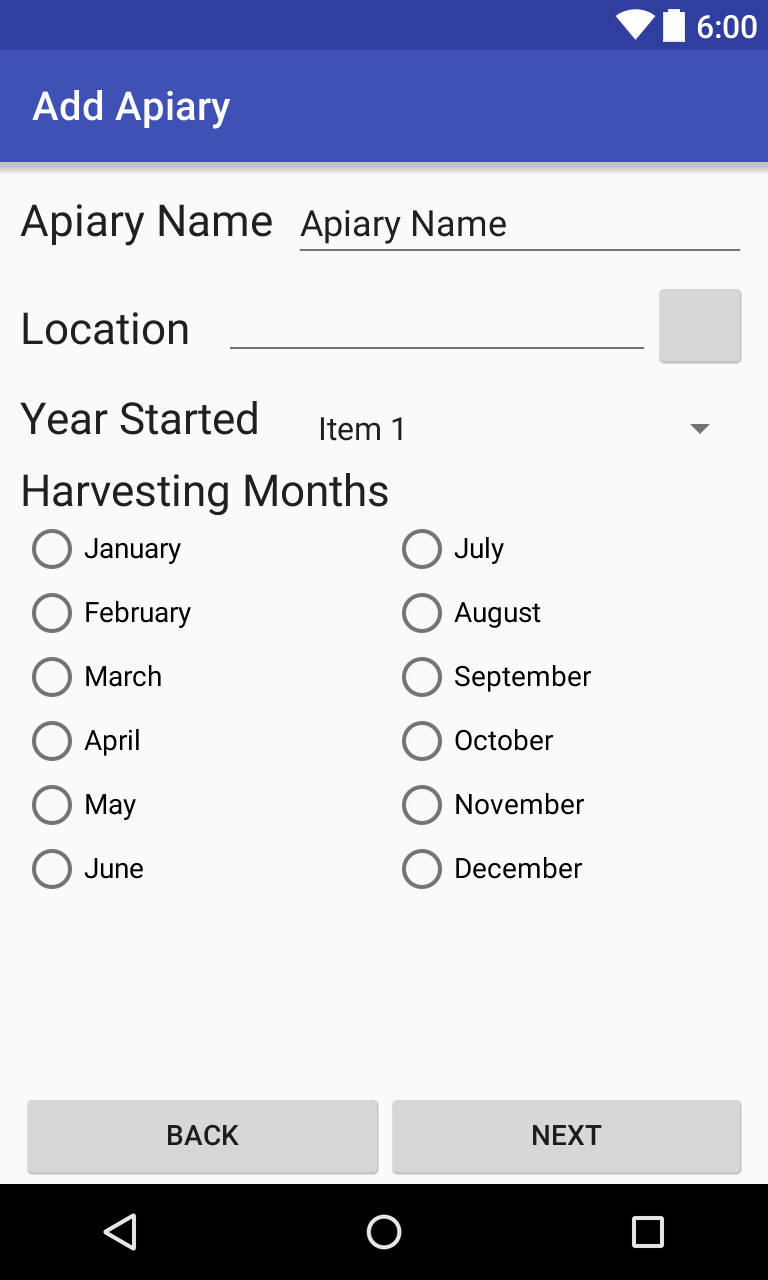 6:00
Add Apiary
Apiary Name Apiary Name
Location
Year Started Item 1
Harvesting Months
January July
February August
March September
April October
May November
June December
BACK NEXT